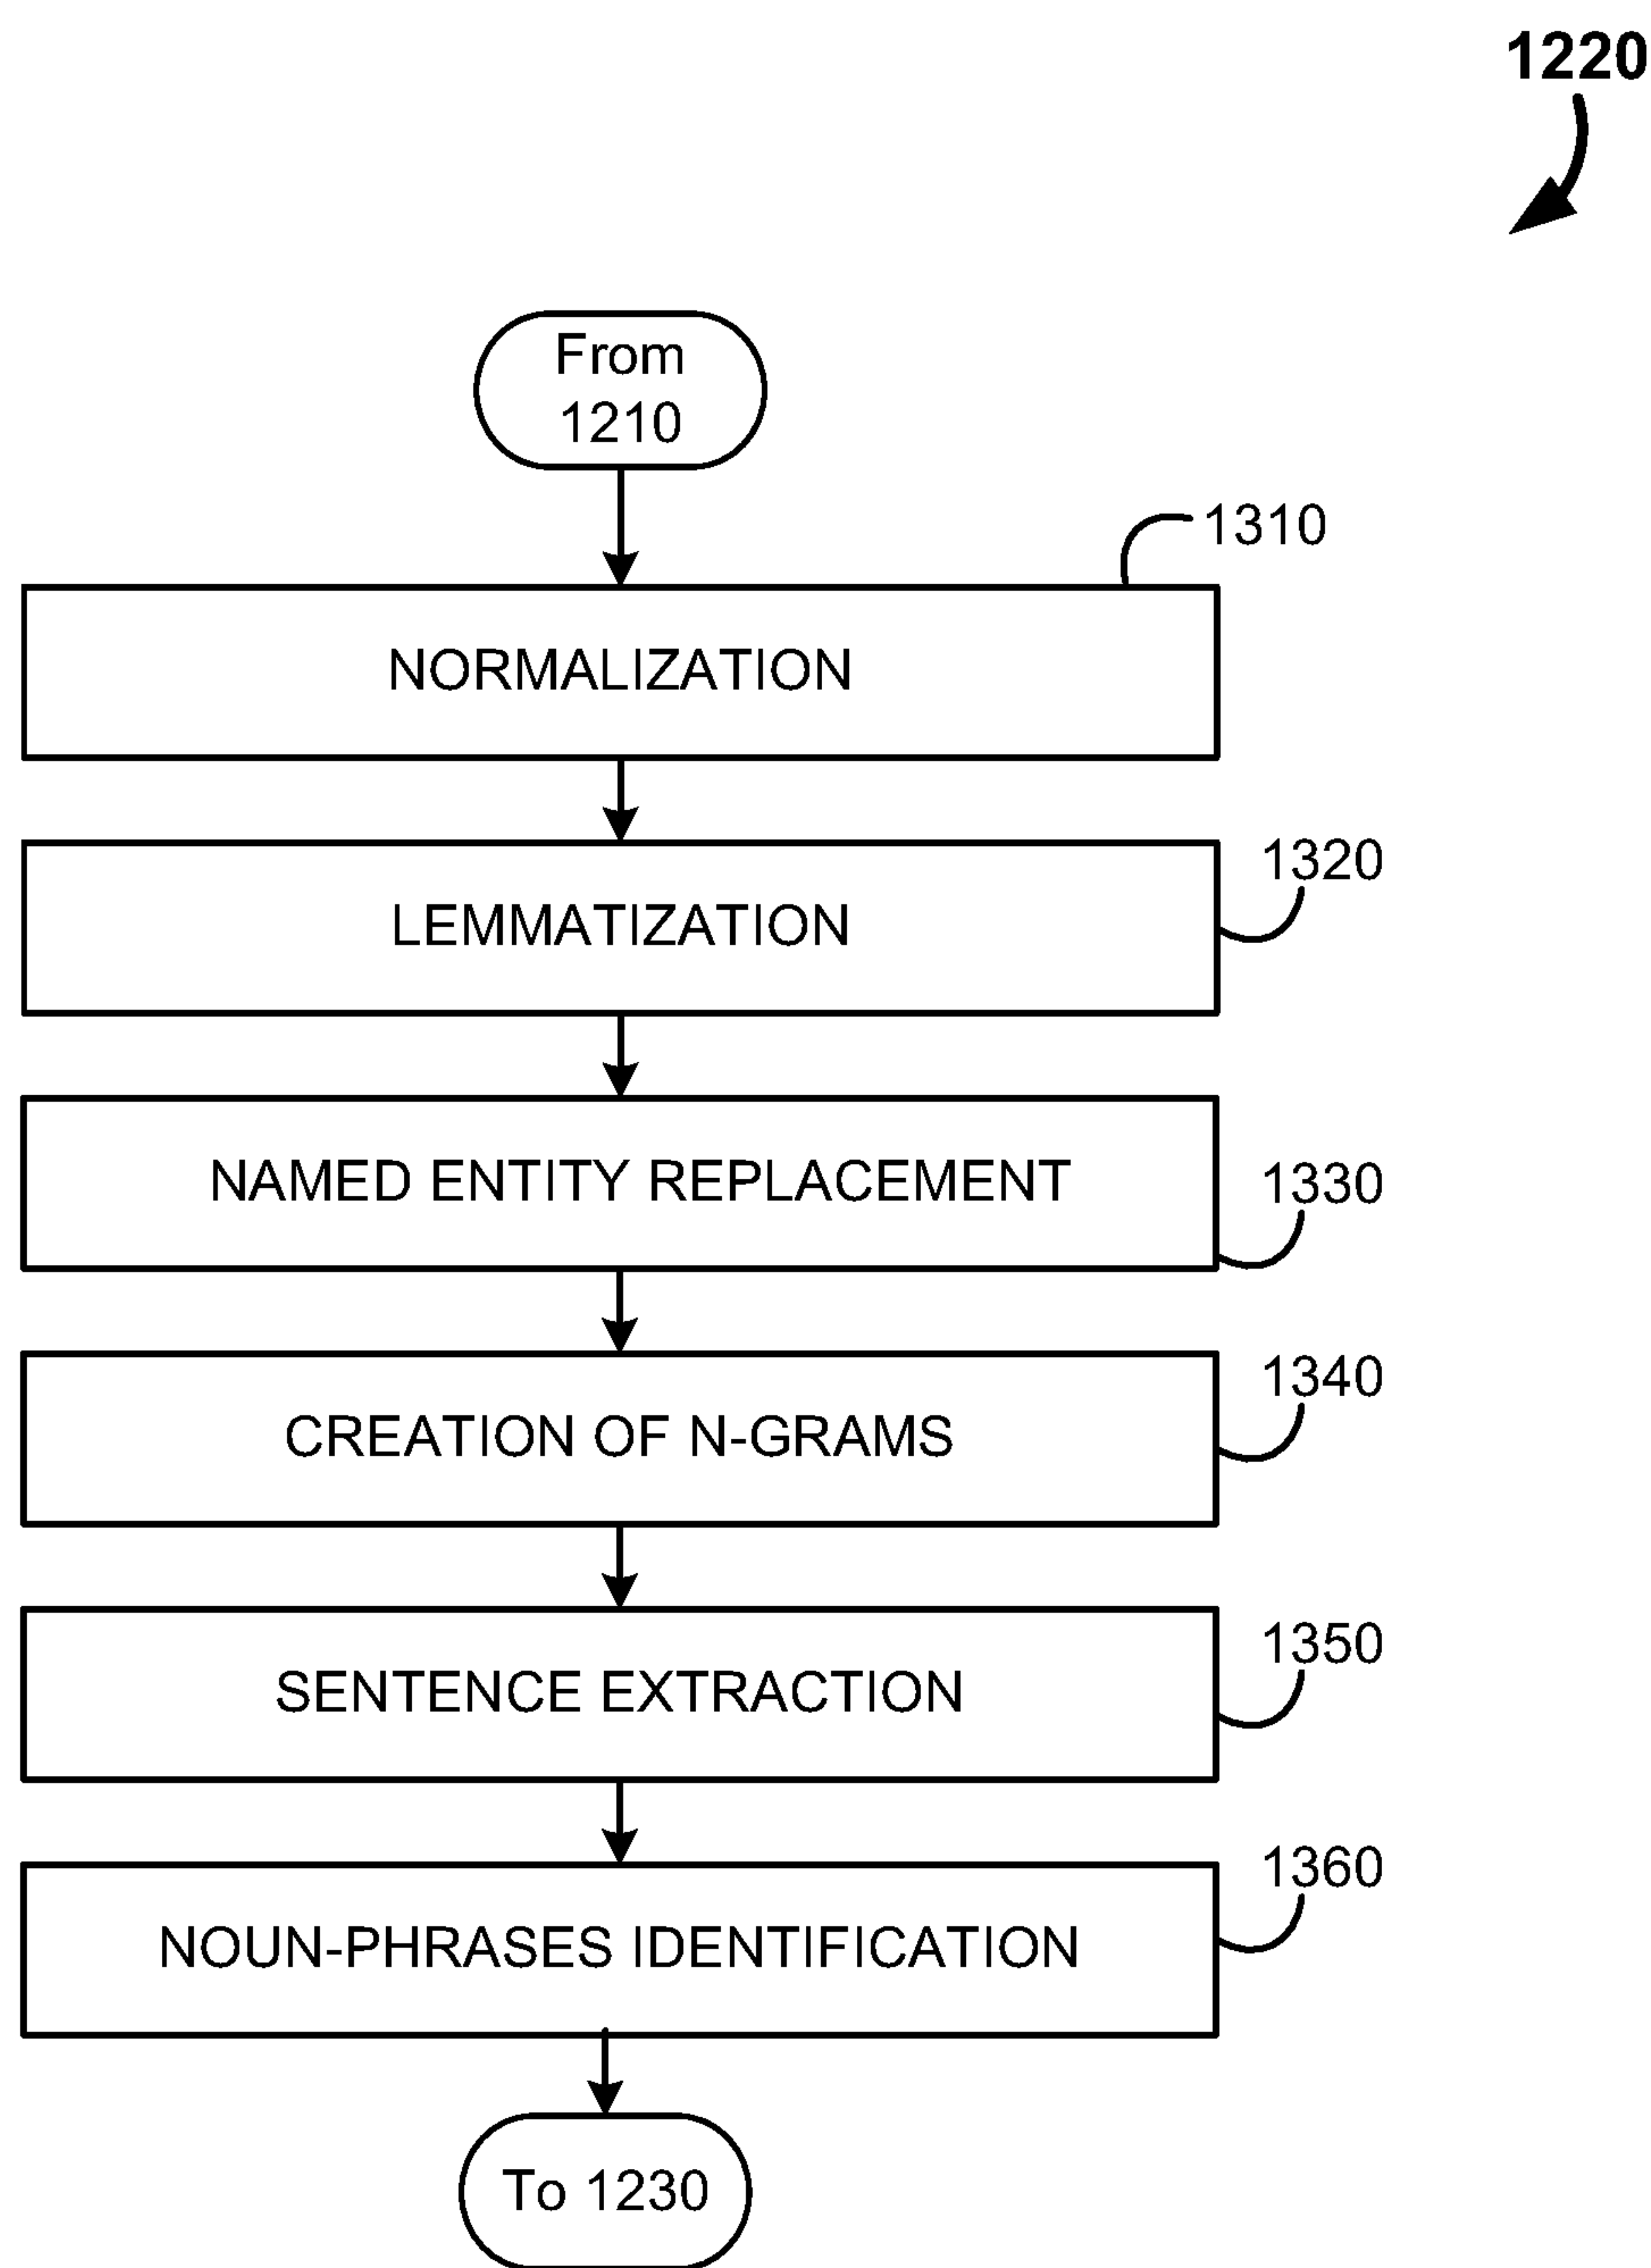 1220
From
1210
1310
NORMALIZATION
1320
LEMMATIZATION
NAMED ENTITY REPLACEMENT
1330
1340
CREATION OF N-GRAMS
1350
SENTENCE EXTRACTION
1360
NOUN-PHRASES IDENTIFICATION
To 1230